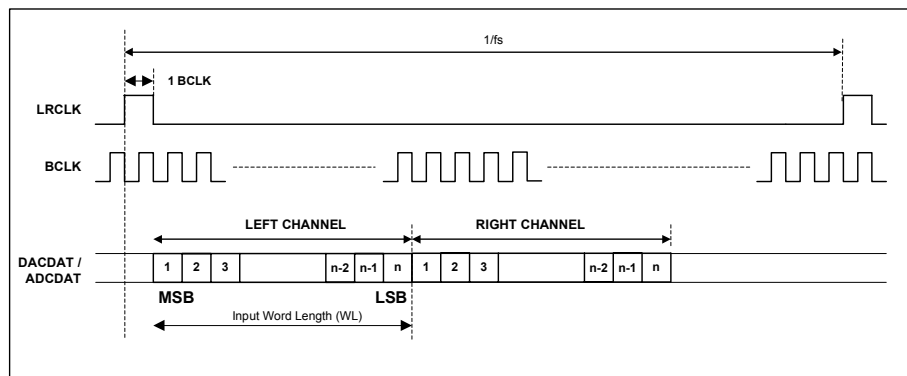 1/fs
1 BCLK
LRCLK
BCLK
LEFT CHANNEL
RIGHT CHANNEL
DACDAT /
ADCDAT
1 2 3 n-2 n-1 n 1 2 3 n-2 n-1 n
MSB LSB
Input Word Length (WL)